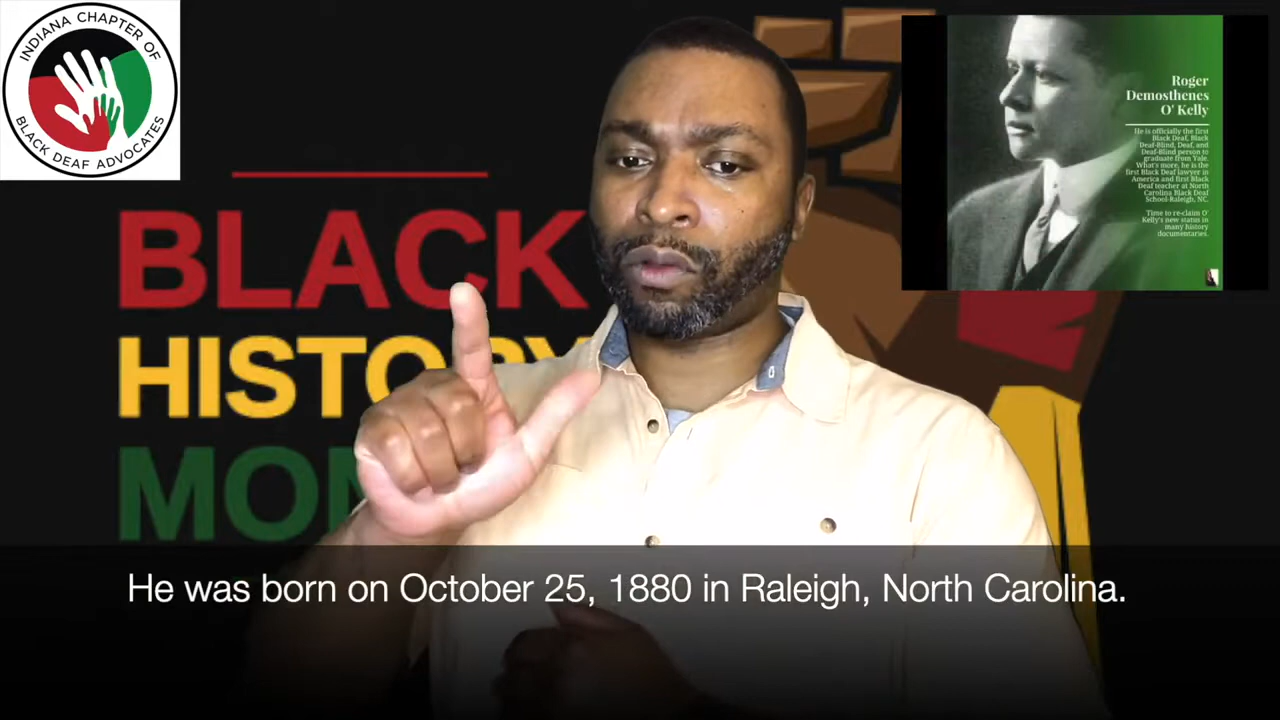 INDIANA CHAPTER OF
BLACK DEAF ADVOCATES
BLACK
HISTORY
MON
Roger
Demosthenes
O' Kelly
He is officially the first
Black Deaf, Black
Deaf-Blind, Deaf, and
Deaf-Blind person to
graduate from Yale.
What's more, he is the
first Black Deaf lawyer in
America and first Black
Deaf teacher at North
Carolina Black Deaf
School-Raleigh, NC.
Time to re-claim O'
Kelly's new status in
many history
documentaries.
He was born on October 25, 1880 in Raleigh, North Carolina.